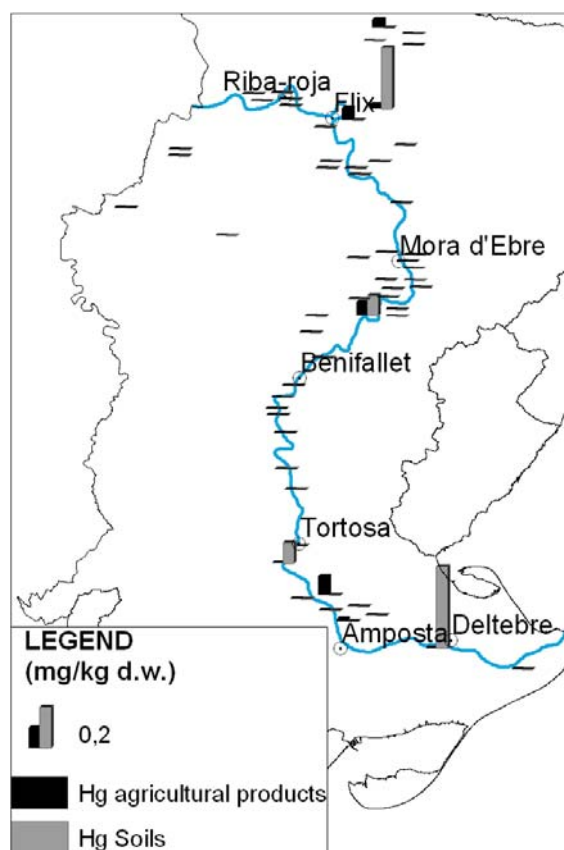 Riba-roja
Flix
Mora d'Ebre
Benifallet
Tortosa
Deltebre
Amposta
LEGEND
(mg/kg d.w.)
0,2
Hg agricultural products
Hg Soils